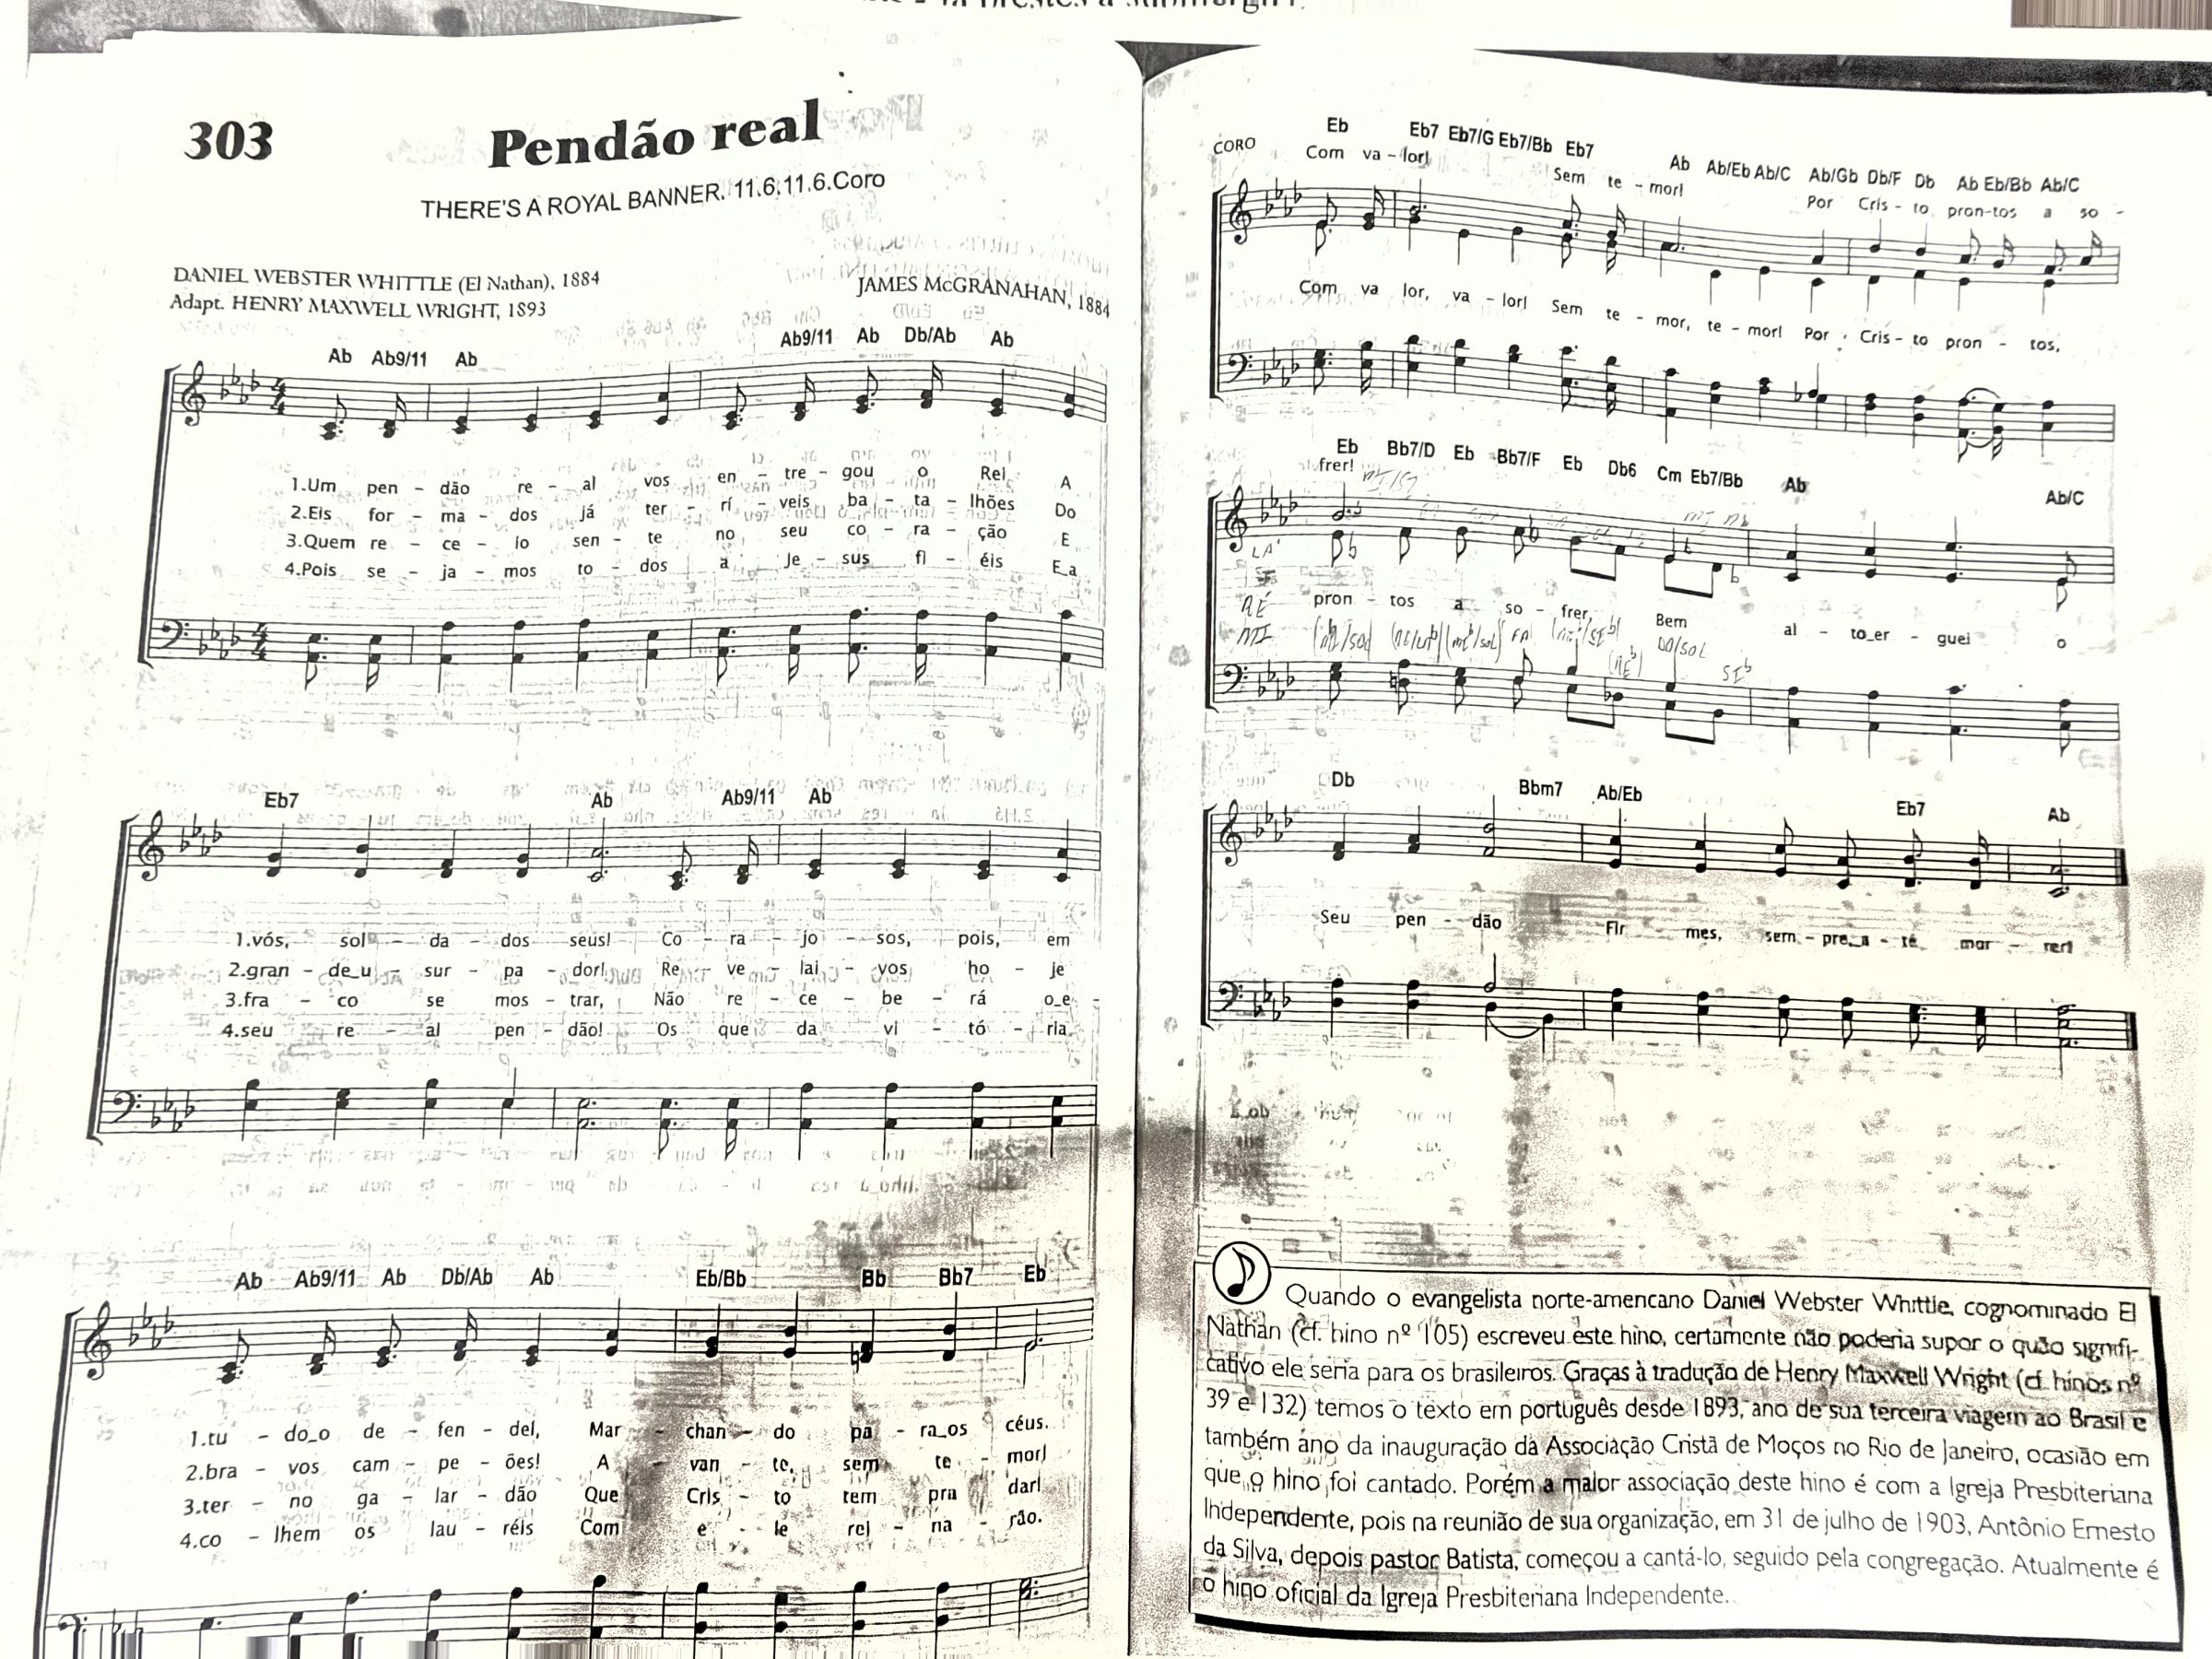 303
Pendão real
THERE'S A ROYAL BANNER. 11.6.11.6.Coro
DANIEL WEBSTER WHITTLE (El Nathan), 1884
Adapt. HENRY MAXWELL WRIGHT, 1893
JAMES McGRANAHAN, 1884
Ab Ab9/11 Ab Ab9/11 Ab Db/Ab Ab
1.Um pen - dão re - al vos en - tre - gou o Rei A
2.Eis for - ma - dos já ter - rí - veis ba - ta - lhões Do
3.Quem re - ce - io sen - te no seu co - ra - ção E
4.Pois se - ja - mos to - dos a Je - sus fi - éis E_a
Eb7 Ab Ab9/11 Ab
1.vós, sol - da - dos seus! Co - ra - jo - sos, pois, em
2.gran - de_u - sur - pa - dor! Re - ve - lai - vos ho - je
3.fra - co se mos - trar, Não re - ce - be - rá o_e -
4.seu re - al pen - dão! Os que da vi - tó - ria
Ab Ab9/11 Ab Db/Ab Ab Eb/Bb Bb Bb7 Eb
1.tu - do_o de - fen - dei, Mar - chan - do pa - ra_os céus.
2.bra - vos cam - pe - ões! A - van - te, sem te - mor!
3.ter - no ga - lar - dão Que Cris - to tem pra dar!
4.co - lhem os lau - réis Com e - le rei - na - rão.
Eb Eb7 Eb7/G Eb7/Bb Eb7 Ab Ab/Eb Ab/C Ab/Gb Db/F Db Ab Eb/Bb Ab/C
CORO
Com va - lor! Sem te - mor! Por Cris - to pron-tos a so -
Com va lor, va - lor! Sem te - mor, te - mor! Por Cris - to pron - tos,
Eb Bb7/D Eb Bb7/F Eb Db6 Cm Eb7/Bb Ab Ab/C
frer!
LÁ
RÉ
MI
pron - tos a so - frer, Bem al - to_er - guei o
DO/SOL
SIb
Db Bbm7 Ab/Eb Eb7 Ab
Seu pen - dão Fir - mes, sem - pre_a - té mor - rer!
Quando o evangelista norte-americano Daniel Webster Whittle, cognominado El
Nathan (cf. hino nº 105) escreveu este hino, certamente não poderia supor o quão signifi-
cativo ele seria para os brasileiros. Graças à tradução de Henry Maxwell Wright (cf. hinos nº
39 e 132) temos o texto em português desde 1893, ano de sua terceira viagem ao Brasil e
também ano da inauguração da Associação Cristã de Moços no Rio de Janeiro, ocasião em
que o hino foi cantado. Porém a maior associação deste hino é com a Igreja Presbiteriana
Independente, pois na reunião de sua organização, em 31 de julho de 1903, Antônio Ernesto
da Silva, depois pastor Batista, começou a cantá-lo, seguido pela congregação. Atualmente é
o hino oficial da Igreja Presbiteriana Independente.